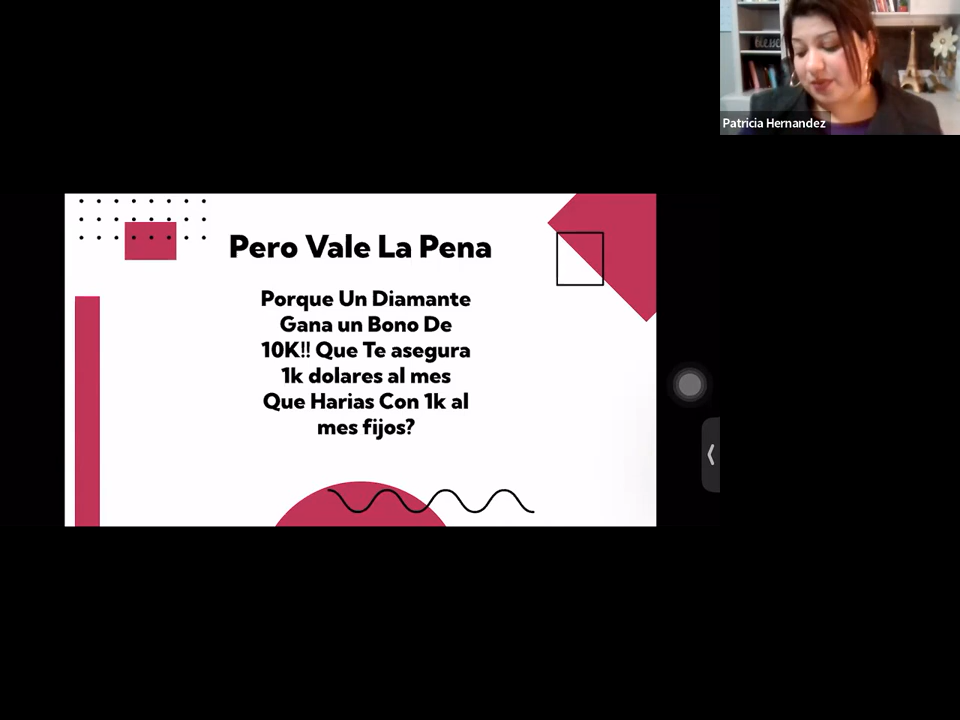 Patricia Hernandez
Pero Vale La Pena
Porque Un Diamante
Gana un Bono De
10K!! Que Te asegura
1k dolares al mes
Que Harias Con 1k al
mes fijos?